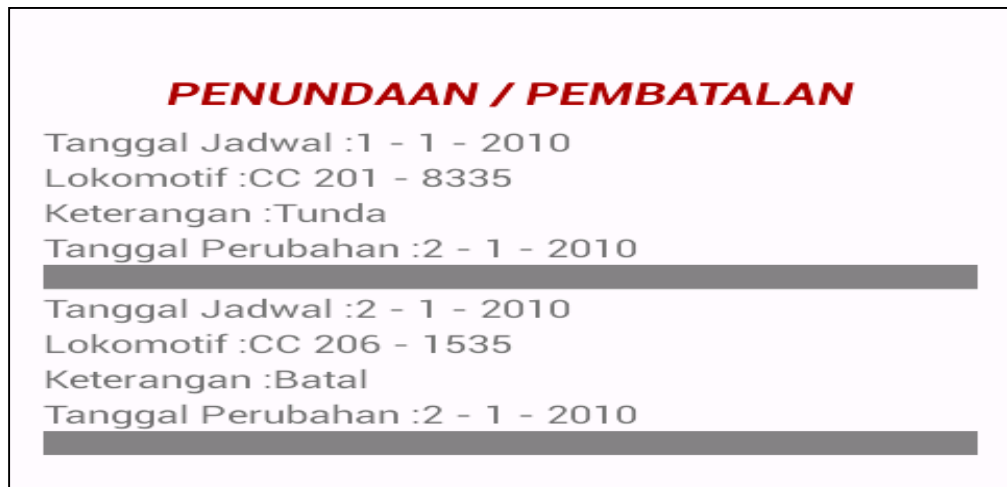 PENUNDAAN / PEMBATALAN
Tanggal Jadwal :1 - 1 - 2010
Lokomotif :CC 201 - 8335
Keterangan :Tunda
Tanggal Perubahan :2 - 1 - 2010
Tanggal Jadwal :2 - 1 - 2010
Lokomotif :CC 206 - 1535
Keterangan :Batal
Tanggal Perubahan :2 - 1 - 2010